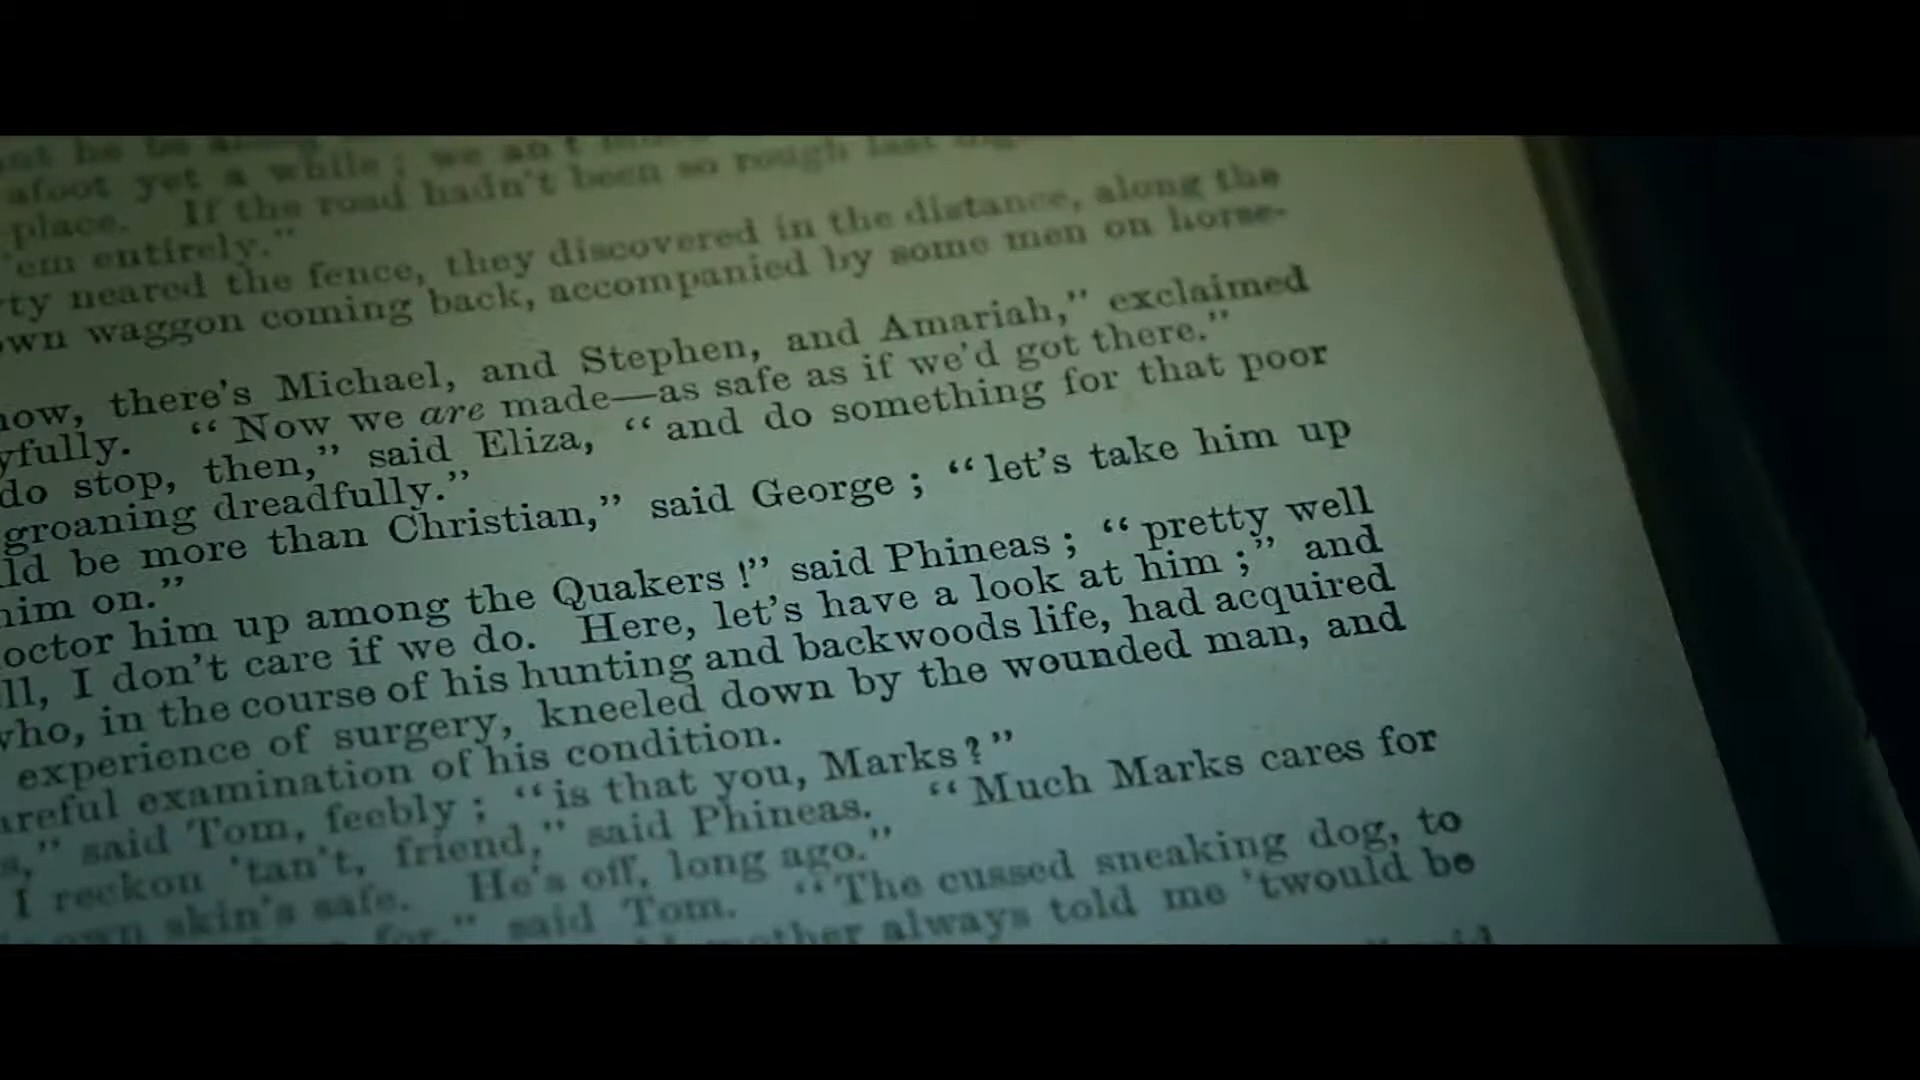 afoot yet a while; we an't
place. If the road hadn't been so rough last
'em entirely."
ty neared the fence, they discovered in the distance, along the
own waggon coming back, accompanied by some men on horse-
now, there's Michael, and Stephen, and Amariah," exclaimed
yfully. "Now we are made—as safe as if we'd got there."
do stop, then," said Eliza, "and do something for that poor
groaning dreadfully."
ld be more than Christian," said George; "let's take him up
him on."
octor him up among the Quakers!" said Phineas; "pretty well
ll, I don't care if we do. Here, let's have a look at him;" and
who, in the course of his hunting and backwoods life, had acquired
experience of surgery, kneeled down by the wounded man, and
areful examination of his condition.
s," said Tom, feebly; "is that you, Marks?"
I reckon 'tan't, friend," said Phineas. "Much Marks cares for
own skin's safe. He's off, long ago."
for," said Tom. "The cussed sneaking dog, to
mother always told me 'twould be